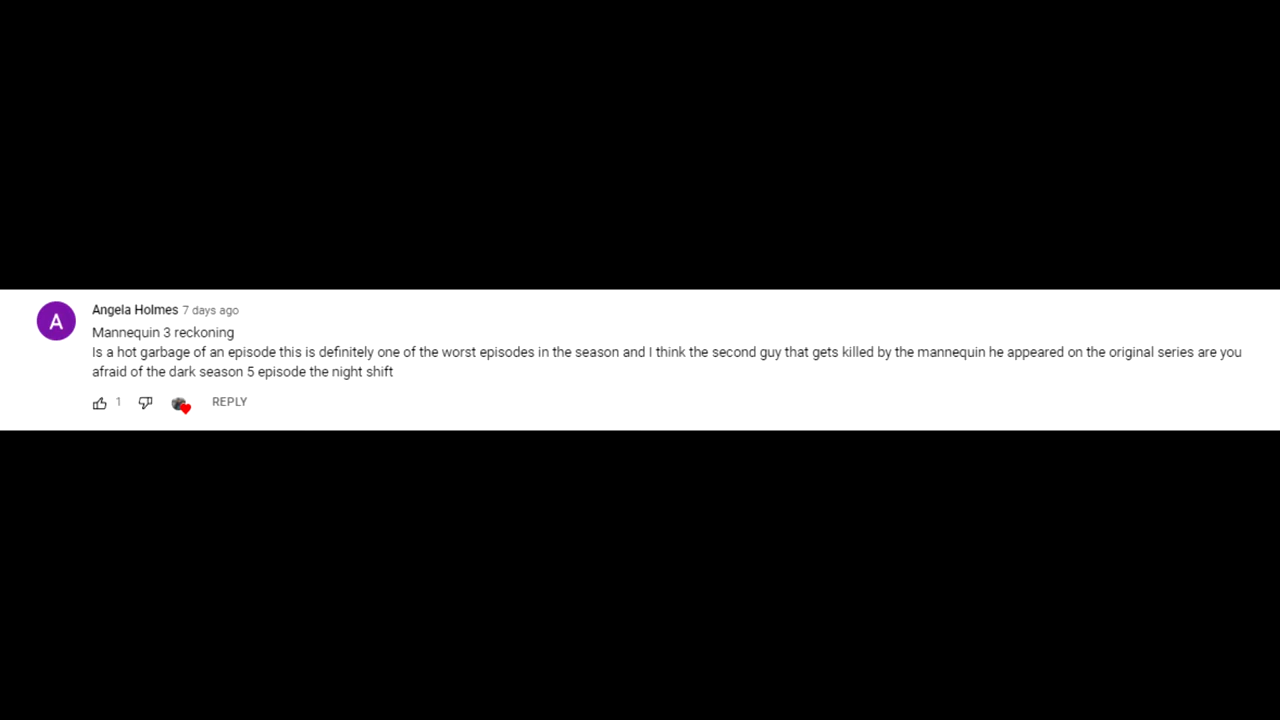 A
Angela Holmes 7 days ago
Mannequin 3 reckoning
Is a hot garbage of an episode this is definitely one of the worst episodes in the season and I think the second guy that gets killed by the mannequin he appeared on the original series are you
afraid of the dark season 5 episode the night shift
1 REPLY